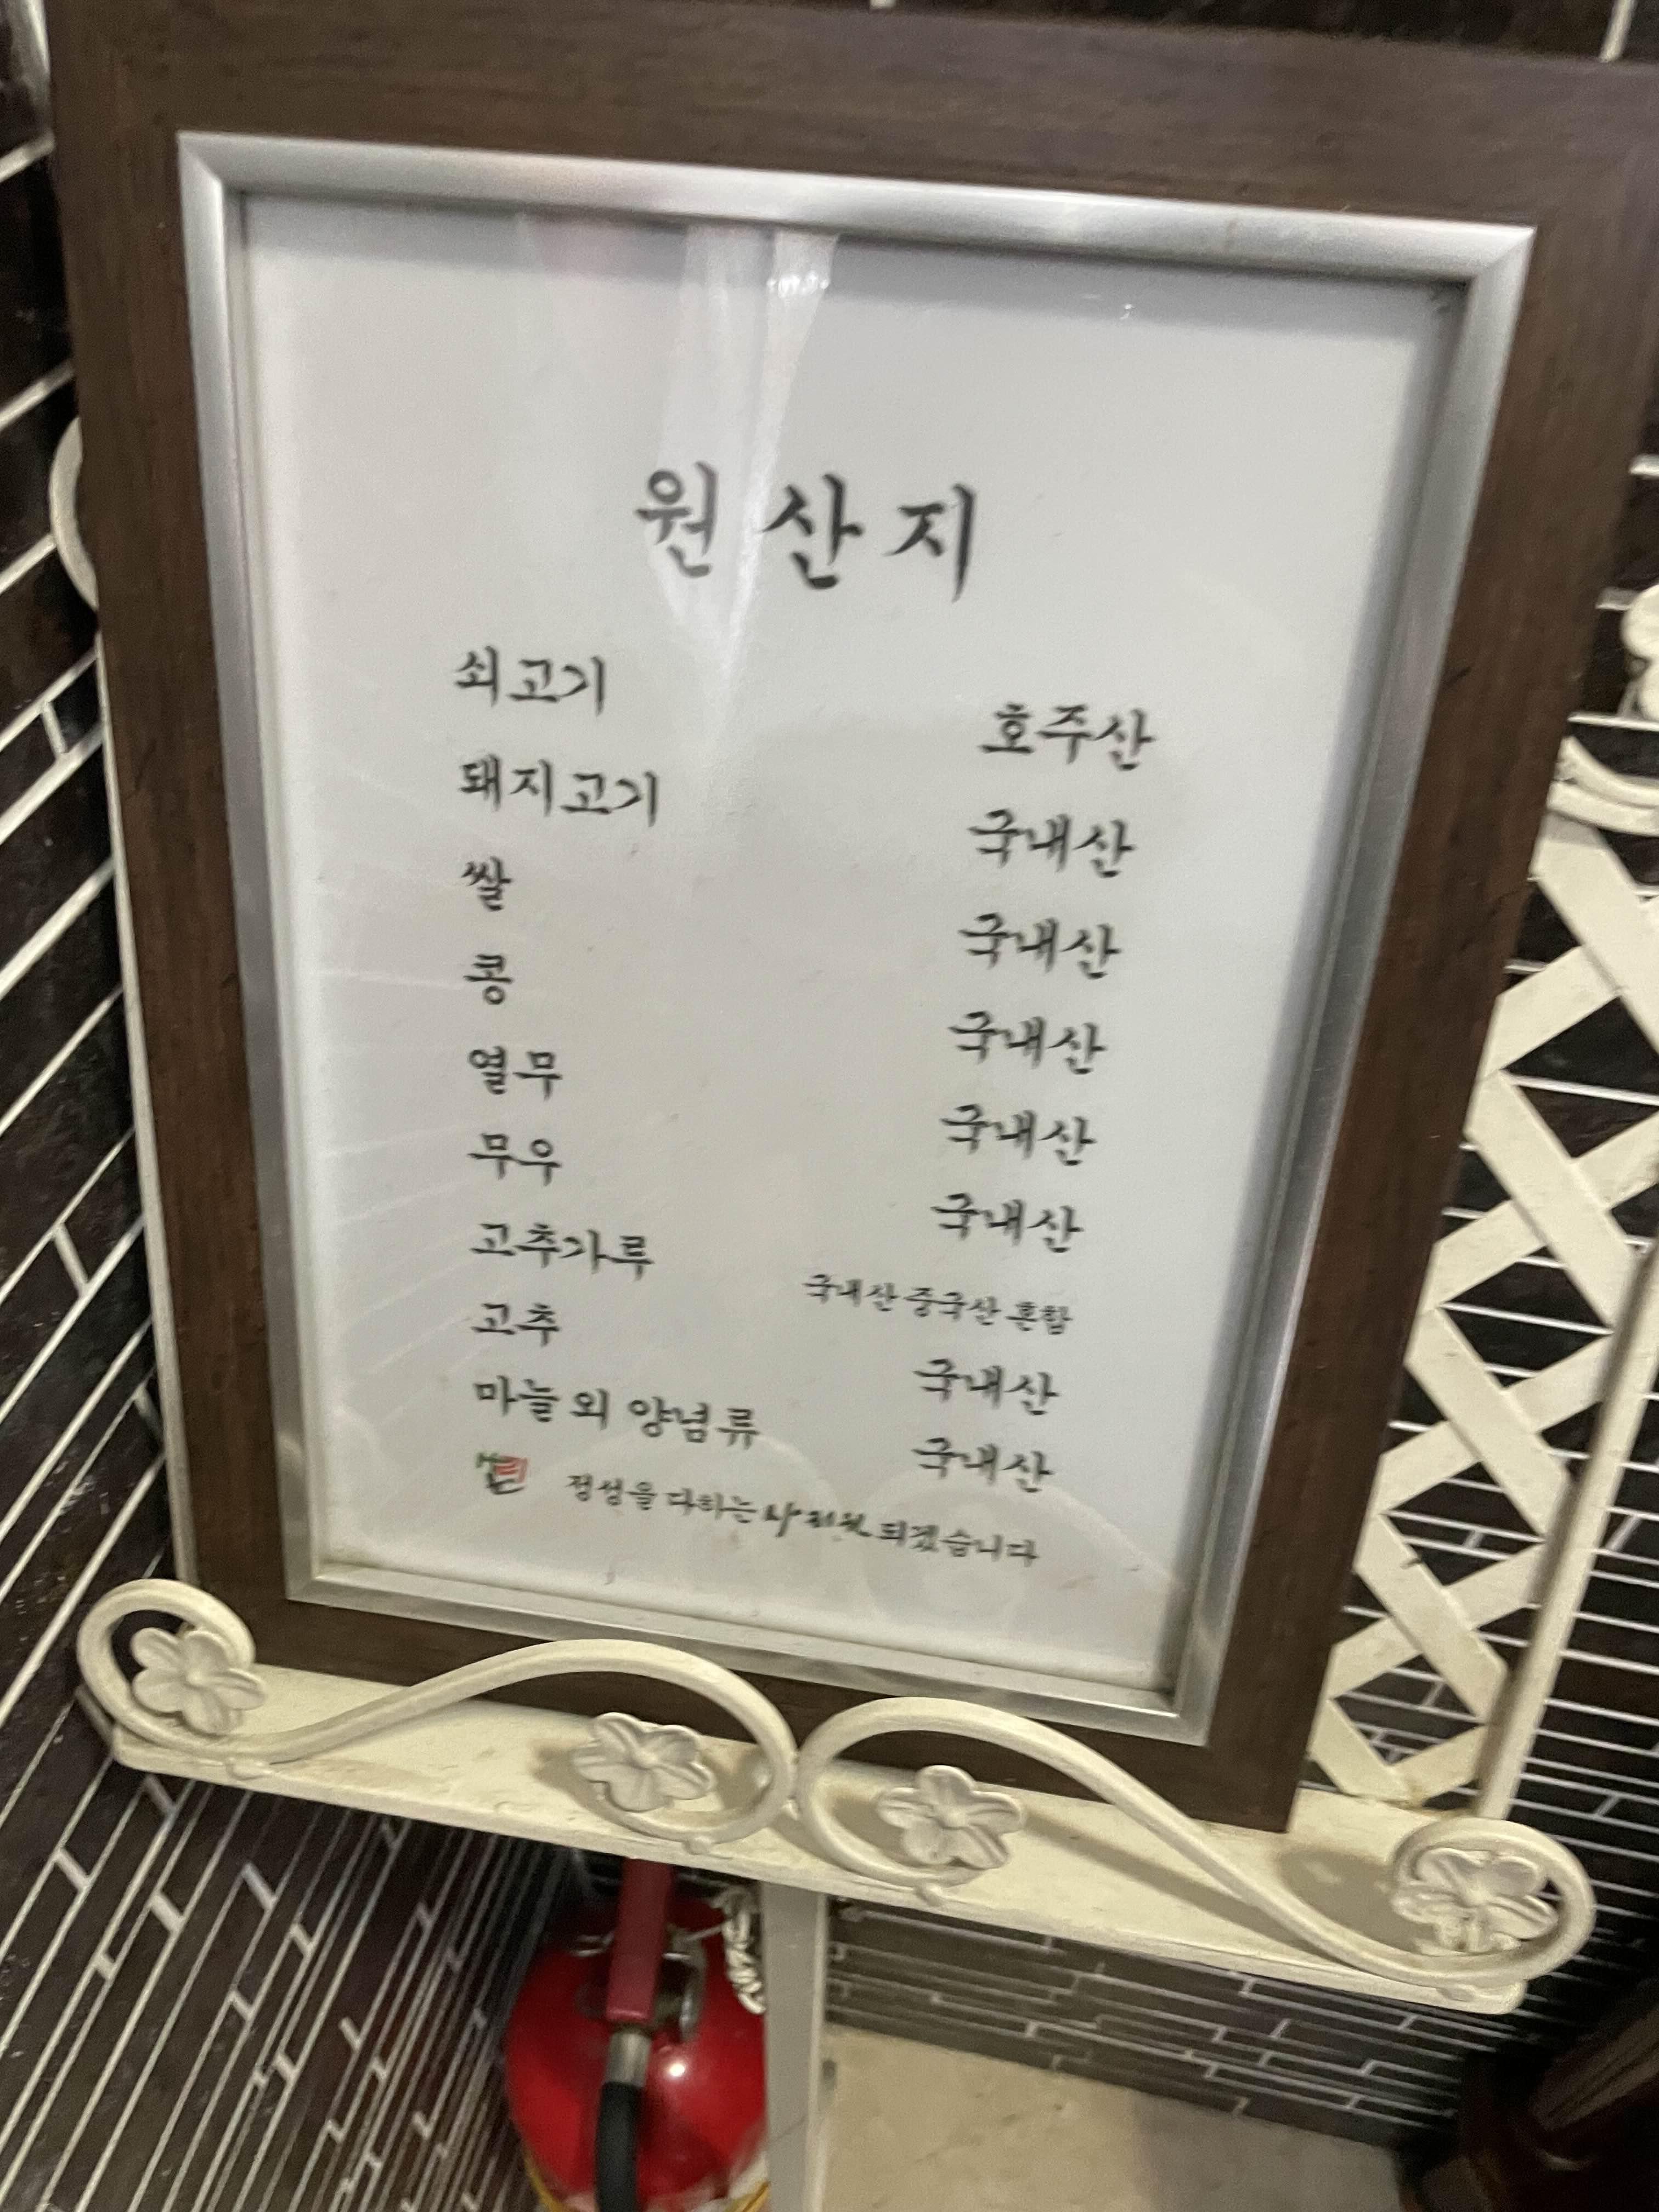 원산지
쇠고기 호주산
돼지고기 국내산
쌀 국내산
콩 국내산
열무 국내산
무우 국내산
고추가루 국내산 중국산 혼합
고추 국내산
마늘 외 양념류 국내산
정성을 다하는 되겠습니다